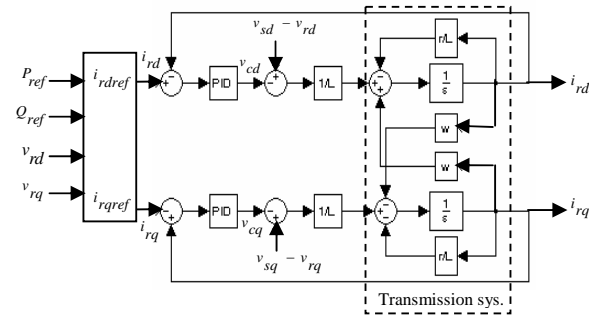 v_sd − v_rd
r/L
P_ref
i_rdref
i_rd
v_cd
PID
1/L
1/s
i_rd
Q_ref
w
v_rd
w
v_rq
i_rqref
PID
1/L
1/s
i_rq
i_rq
v_cq
v_sq − v_rq
r/L
Transmission sys.